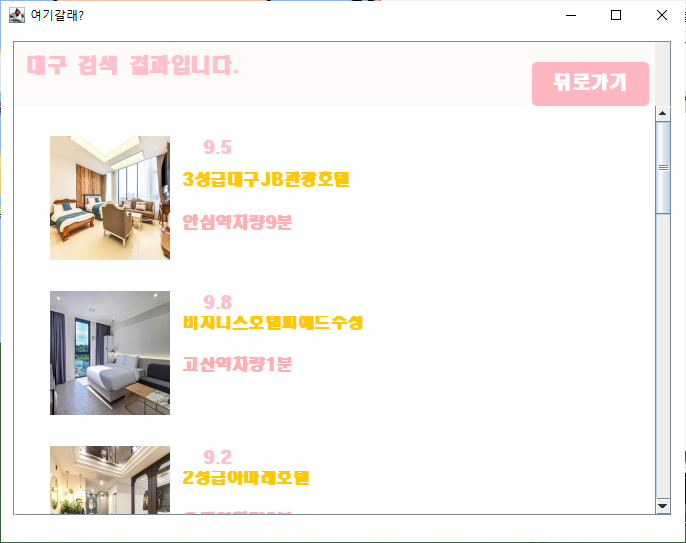 여기갈래?
대구 검색 결과입니다.
뒤로가기
9.5
3성급대구JB관광호텔
안심역차량9분
9.8
비지니스호텔피에드수성
고산역차량1분
9.2
2성급아마레호텔